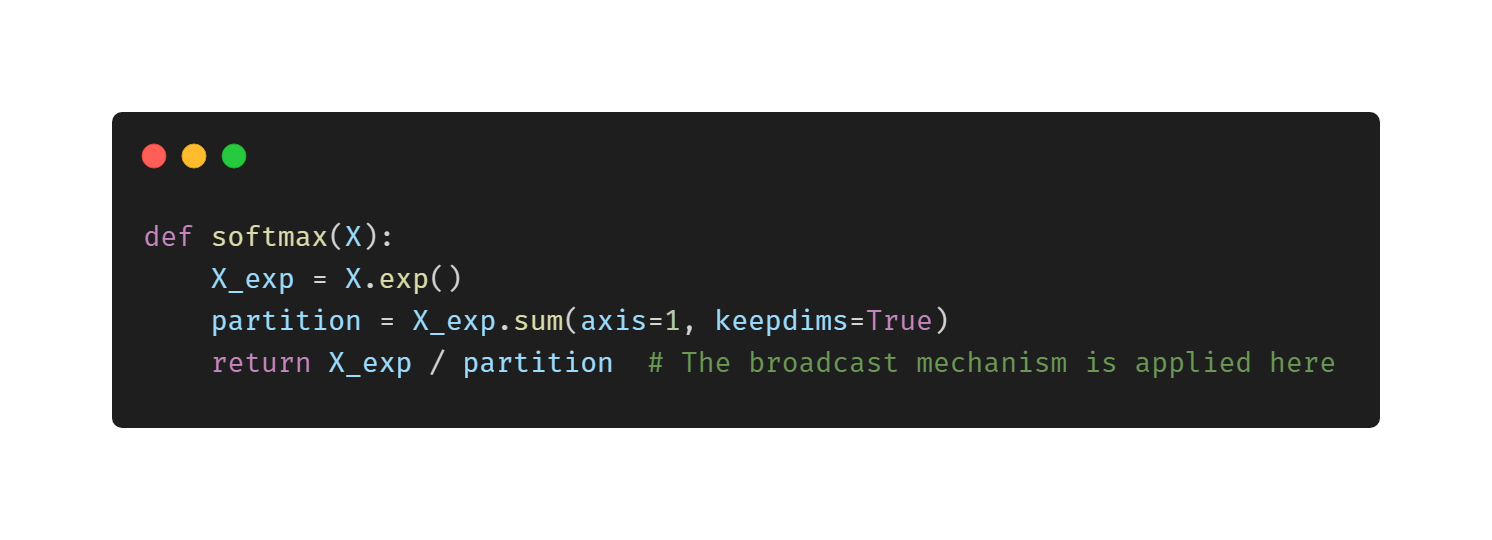 def softmax(X):
    X_exp = X.exp()
    partition = X_exp.sum(axis=1, keepdims=True)
    return X_exp / partition  # The broadcast mechanism is applied here